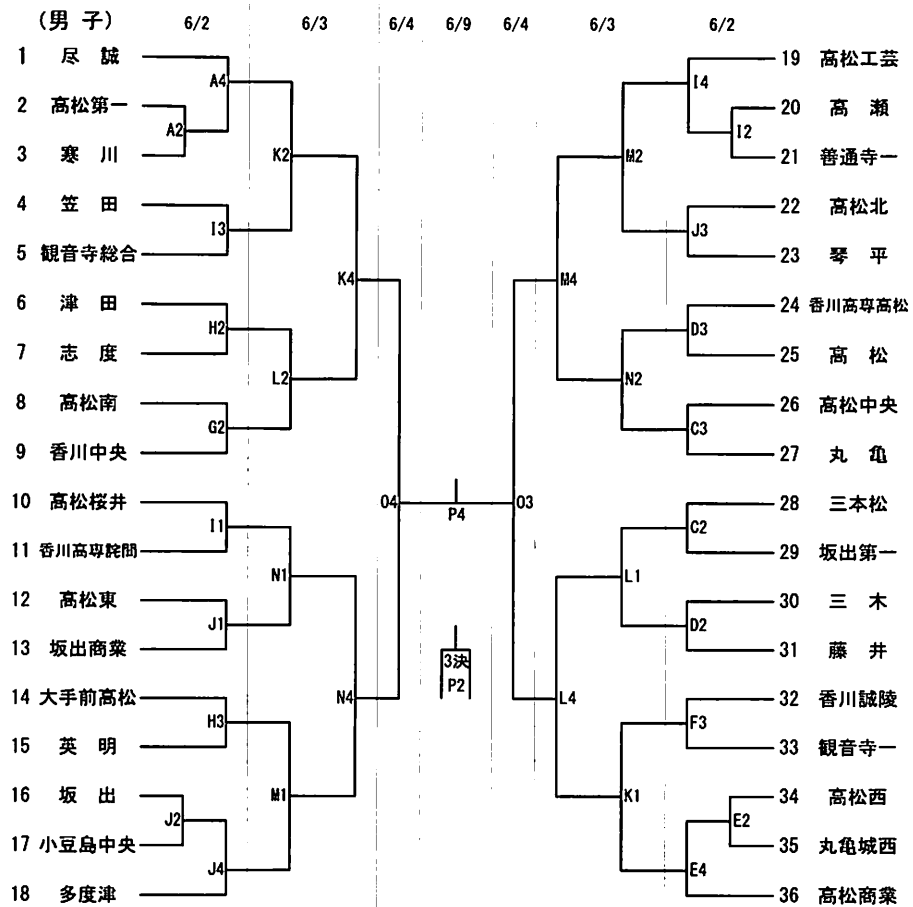 (男子) 6/2 6/3 6/4 6/9 6/4 6/3 6/2
1 尽誠
A4
2 高松第一
A2
3 寒川
K2
4 笠田
I3
5 観音寺総合
K4
6 津田
H2
7 志度
L2
8 高松南
G2
9 香川中央
O4
10 高松桜井
I1
11 香川高専詫間
N1
12 高松東
J1
13 坂出商業
N4
14 大手前高松
H3
15 英明
M1
16 坂出
J2
17 小豆島中央
J4
18 多度津
P4
3決
P2
19 高松工芸
I4
20 高瀬
I2
21 善通寺一
M2
22 高松北
J3
23 琴平
M4
24 香川高専高松
D3
25 高松
N2
26 高松中央
C3
27 丸亀
O3
28 三本松
C2
29 坂出第一
L1
30 三木
D2
31 藤井
L4
32 香川誠陵
F3
33 観音寺一
K1
34 高松西
E2
35 丸亀城西
E4
36 高松商業